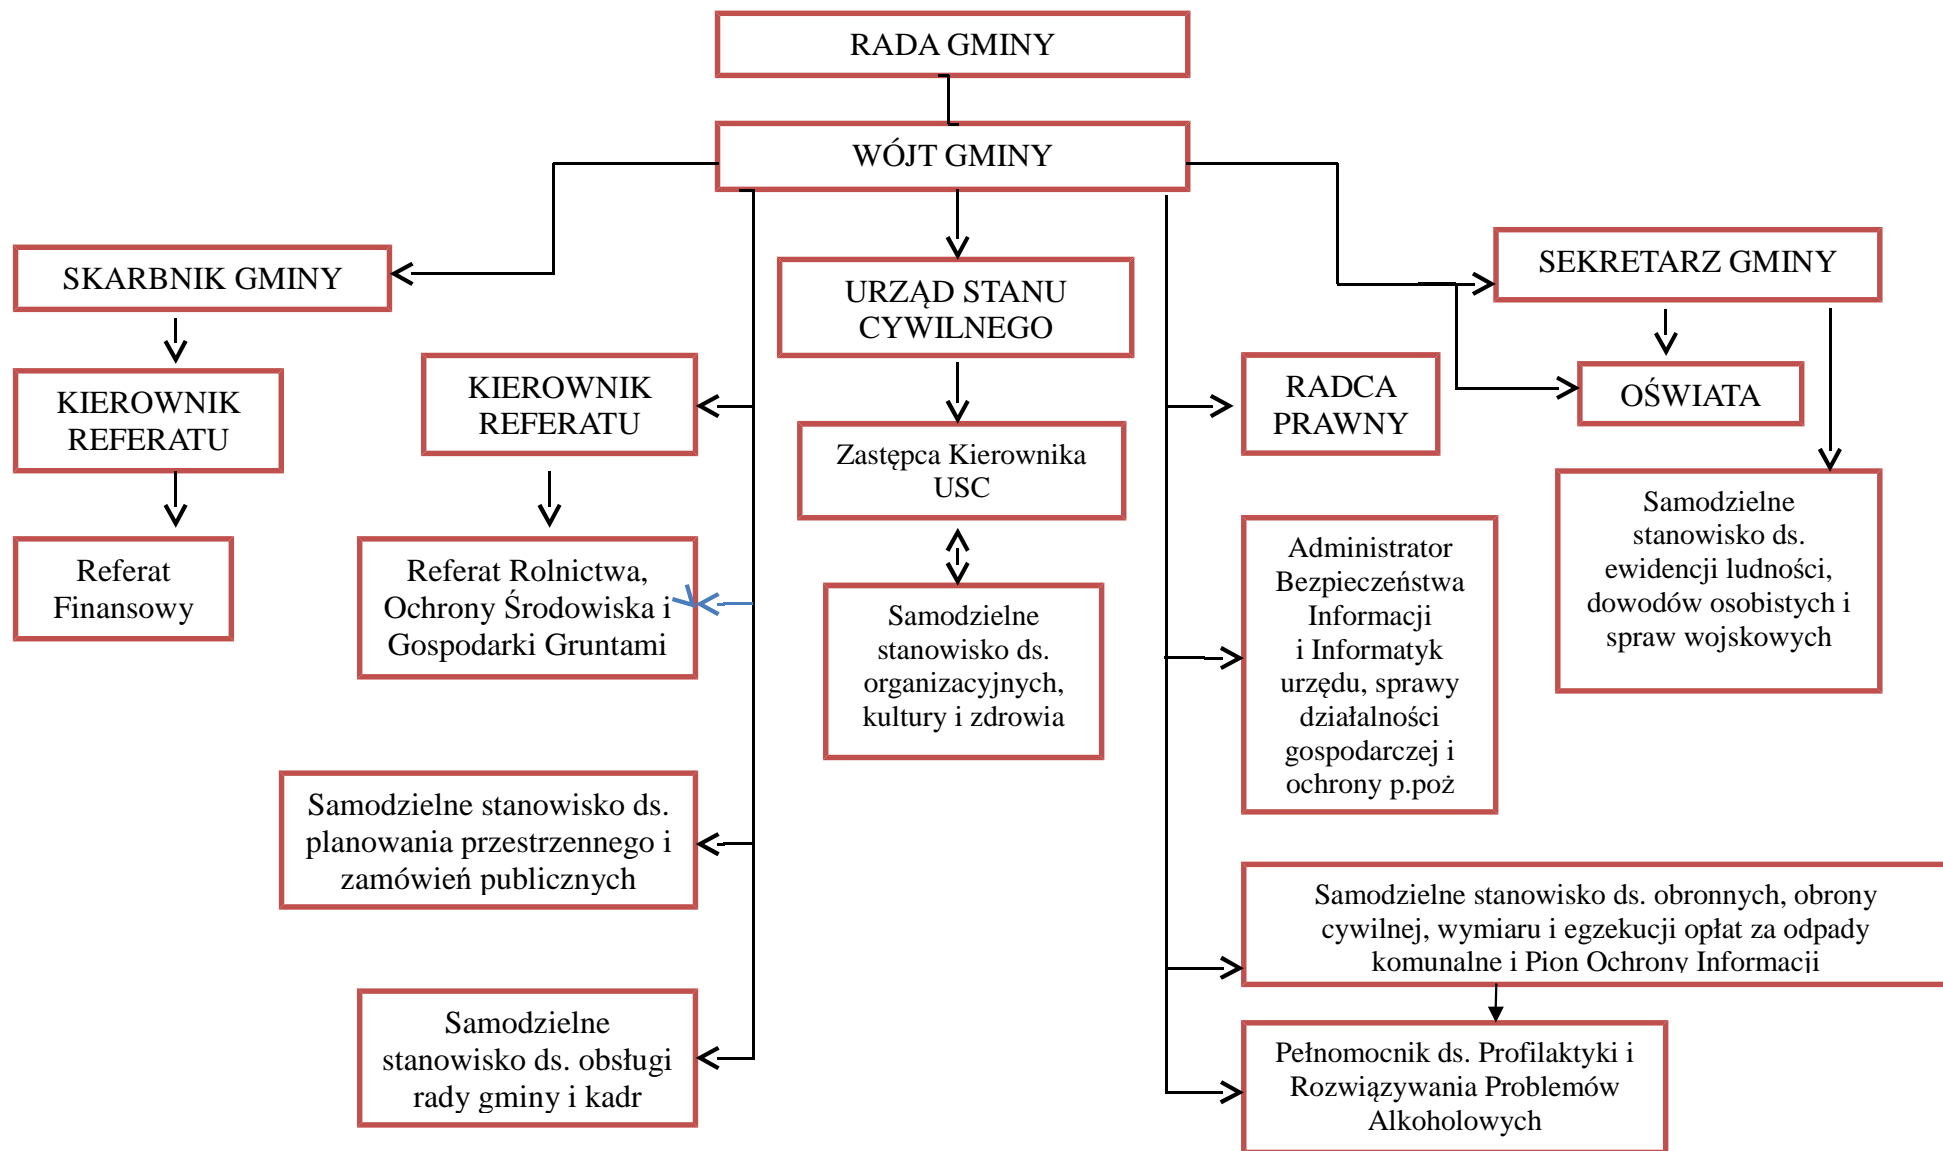 RADA GMINY
WÓJT GMINY
SKARBNIK GMINY
URZĄD STANU
CYWILNEGO
SEKRETARZ GMINY
KIEROWNIK
REFERATU
KIEROWNIK
REFERATU
Zastępca Kierownika
USC
RADCA
PRAWNY
OŚWIATA
Referat
Finansowy
Referat Rolnictwa,
Ochrony Środowiska i
Gospodarki Gruntami
Samodzielne
stanowisko ds.
organizacyjnych,
kultury i zdrowia
Administrator
Bezpieczeństwa
Informacji
i Informatyk
urzędu, sprawy
działalności
gospodarczej i
ochrony p.poż
Samodzielne
stanowisko ds.
ewidencji ludności,
dowodów osobistych i
spraw wojskowych
Samodzielne stanowisko ds.
planowania przestrzennego i
zamówień publicznych
Samodzielne stanowisko ds. obronnych, obrony
cywilnej, wymiaru i egzekucji opłat za odpady
komunalne i Pion Ochrony Informacji
Samodzielne
stanowisko ds. obsługi
rady gminy i kadr
Pełnomocnik ds. Profilaktyki i
Rozwiązywania Problemów
Alkoholowych